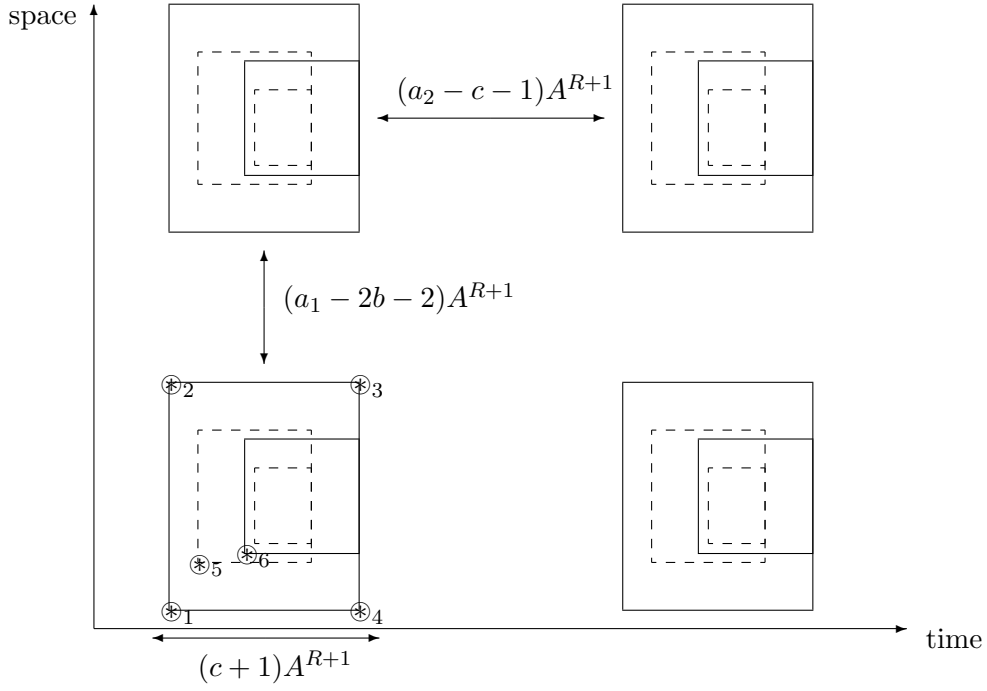 space
$(a_2 - c - 1)A^{R+1}$
$(a_1 - 2b - 2)A^{R+1}$
⊛2
⊛3
⊛6
⊛5
⊛1
⊛4
time
$(c + 1)A^{R+1}$